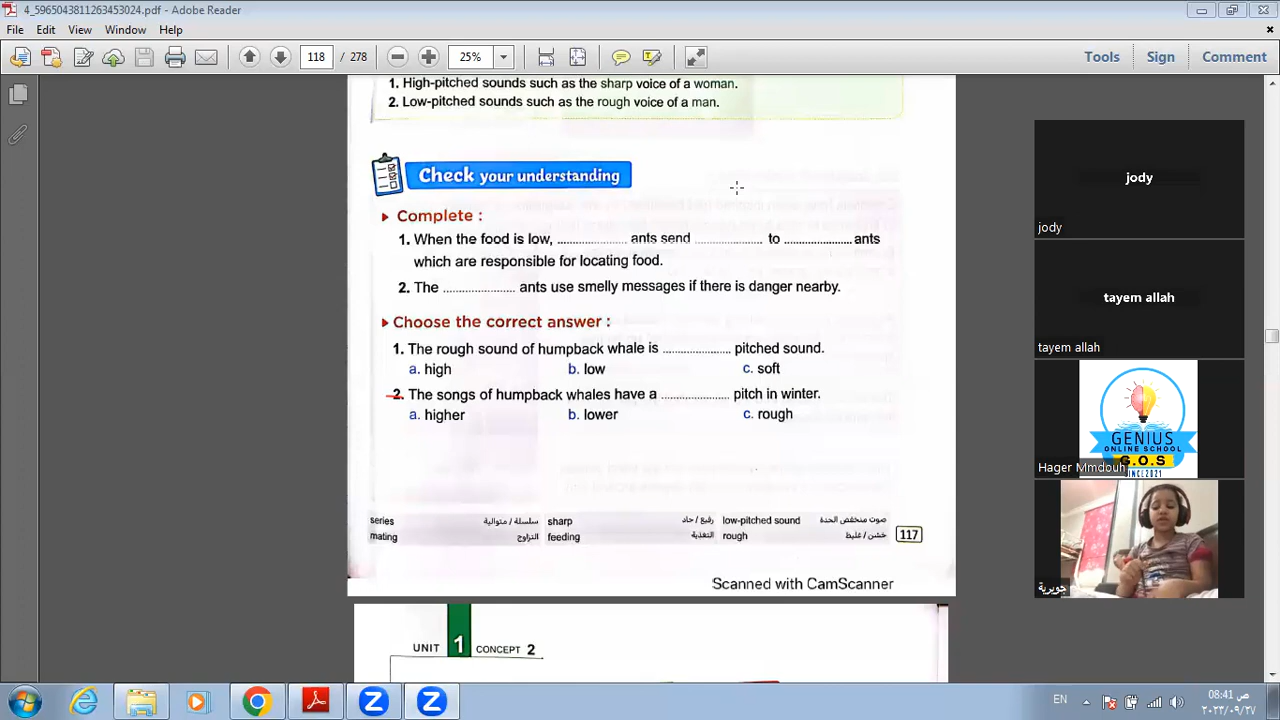 4_5965043811263453024.pdf - Adobe Reader
File Edit View Window Help
118 / 278 25% Tools Sign Comment
1. High-pitched sounds such as the sharp voice of a woman.
2. Low-pitched sounds such as the rough voice of a man.
Check your understanding
Complete :
1. When the food is low, ..................... ants send ..................... to ..................... ants
which are responsible for locating food.
2. The ..................... ants use smelly messages if there is danger nearby.
Choose the correct answer :
1. The rough sound of humpback whale is ..................... pitched sound.
a. high b. low c. soft
2. The songs of humpback whales have a ..................... pitch in winter.
a. higher b. lower c. rough
series سلسلة / متوالية sharp رفيع / حاد low-pitched sound صوت منخفض الحدة
mating التزاوج feeding التغذية rough خشن / غليظ
117
Scanned with CamScanner
UNIT 1 CONCEPT 2
jody
jody
tayem allah
tayem allah
GENIUS
ONLINE SCHOOL
G.O.S
SINCE 2021
Hager Mmdouh
جويرية
EN
08:41 ص
٢٠٢٣/٠٩/٢٧